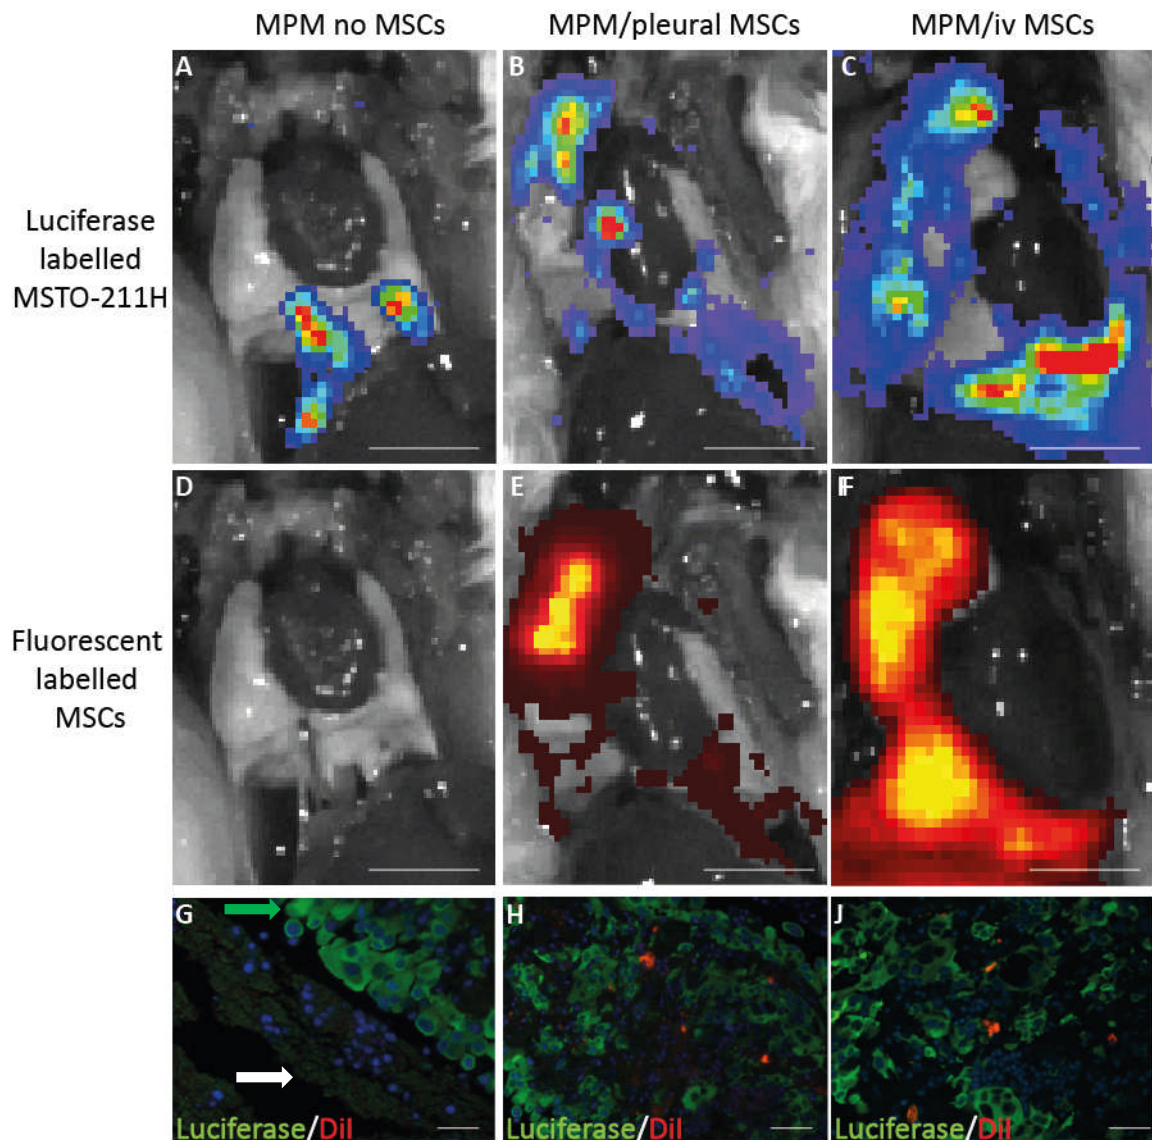 MPM no MSCs MPM/pleural MSCs MPM/iv MSCs
A B C
Luciferase
labelled
MSTO-211H
D E F
Fluorescent
labelled
MSCs
G H J
Luciferase/DiI Luciferase/DiI Luciferase/DiI